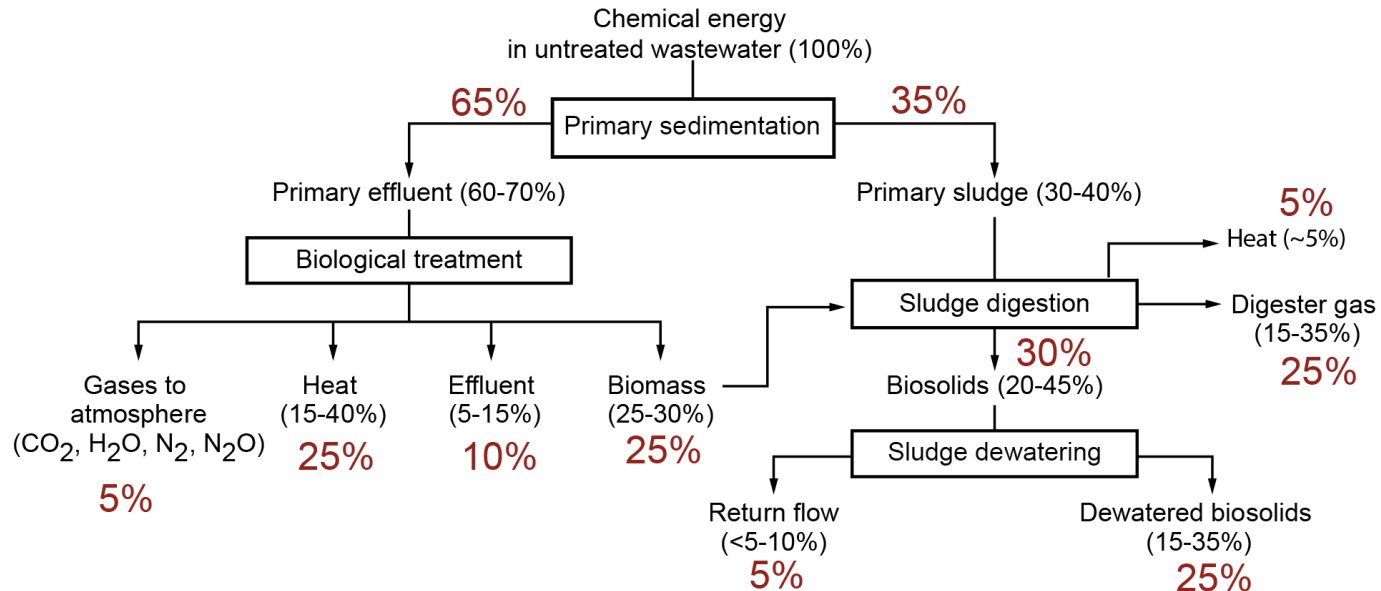 Chemical energy
in untreated wastewater (100%)
65%
35%
Primary sedimentation
Primary effluent (60-70%)
Primary sludge (30-40%)
5%
Heat (~5%)
Biological treatment
Sludge digestion
Digester gas
(15-35%)
25%
30%
Gases to
atmosphere
(CO2, H2O, N2, N2O)
5%
Heat
(15-40%)
25%
Effluent
(5-15%)
10%
Biomass
(25-30%)
25%
Biosolids (20-45%)
Sludge dewatering
Return flow
(<5-10%)
5%
Dewatered biosolids
(15-35%)
25%